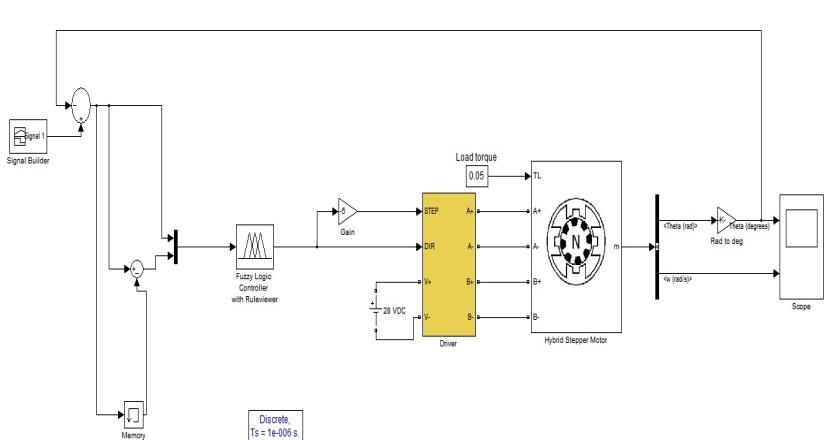 Signal 1
Signal Builder
Fuzzy Logic
Controller
with Ruleviewer
Memory
Discrete,
Ts = 1e-006 s.
-5
Gain
28 VDC
STEP
DIR
V+
V-
A+
A-
B+
B-
Driver
Load torque
0.05
TL
A+
A-
B+
B-
N
m
Hybrid Stepper Motor
<Theta (rad)>
<w (rad/s)>
-K-
Theta (degrees)
Rad to deg
Scope